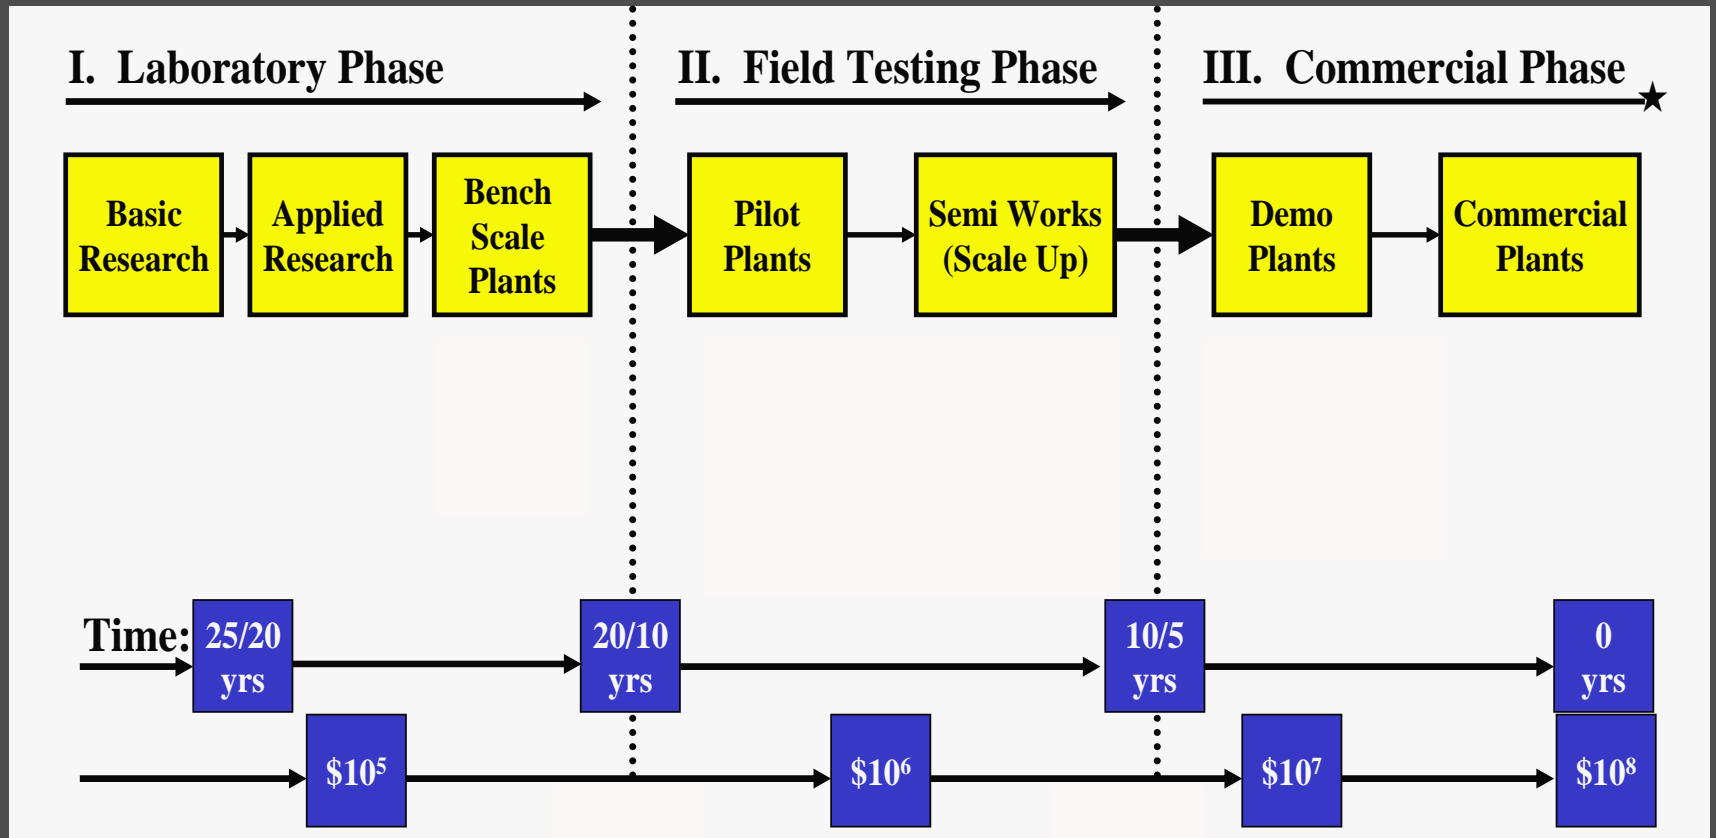 I. Laboratory Phase
II. Field Testing Phase
III. Commercial Phase
Basic
Research
Applied
Research
Bench
Scale
Plants
Pilot
Plants
Semi Works
(Scale Up)
Demo
Plants
Commercial
Plants
Time:
25/20
yrs
20/10
yrs
10/5
yrs
0
yrs
$10⁵
$10⁶
$10⁷
$10⁸